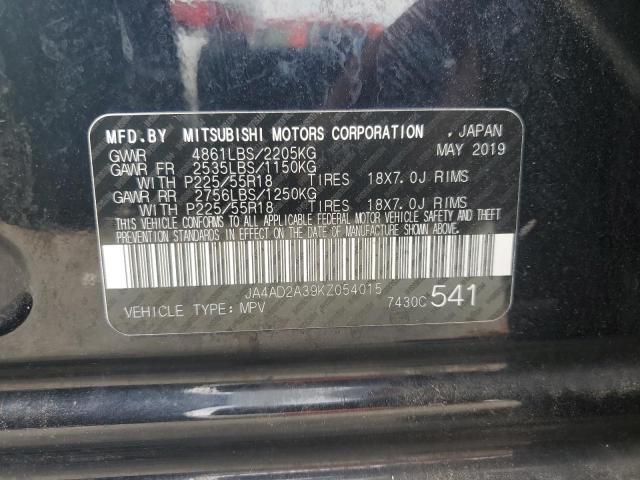 MFD.BY MITSUBISHI MOTORS CORPORATION . JAPAN
GVWR 4861LBS/2205KG MAY 2019
GAWR FR 2535LBS/1150KG
WITH P225/55R18 TIRES 18X7.0J RIMS
GAWR RR 2756LBS/1250KG
WITH P225/55R18 TIRES 18X7.0J RIMS
THIS VEHICLE CONFORMS TO ALL APPLICABLE FEDERAL MOTOR VEHICLE SAFETY AND THEFT
PREVENTION STANDARDS IN EFFECT ON THE DATE OF MANUFACTURE SHOWN ABOVE.
JA4AD2A39KZ054015
VEHICLE TYPE: MPV 7430C 541